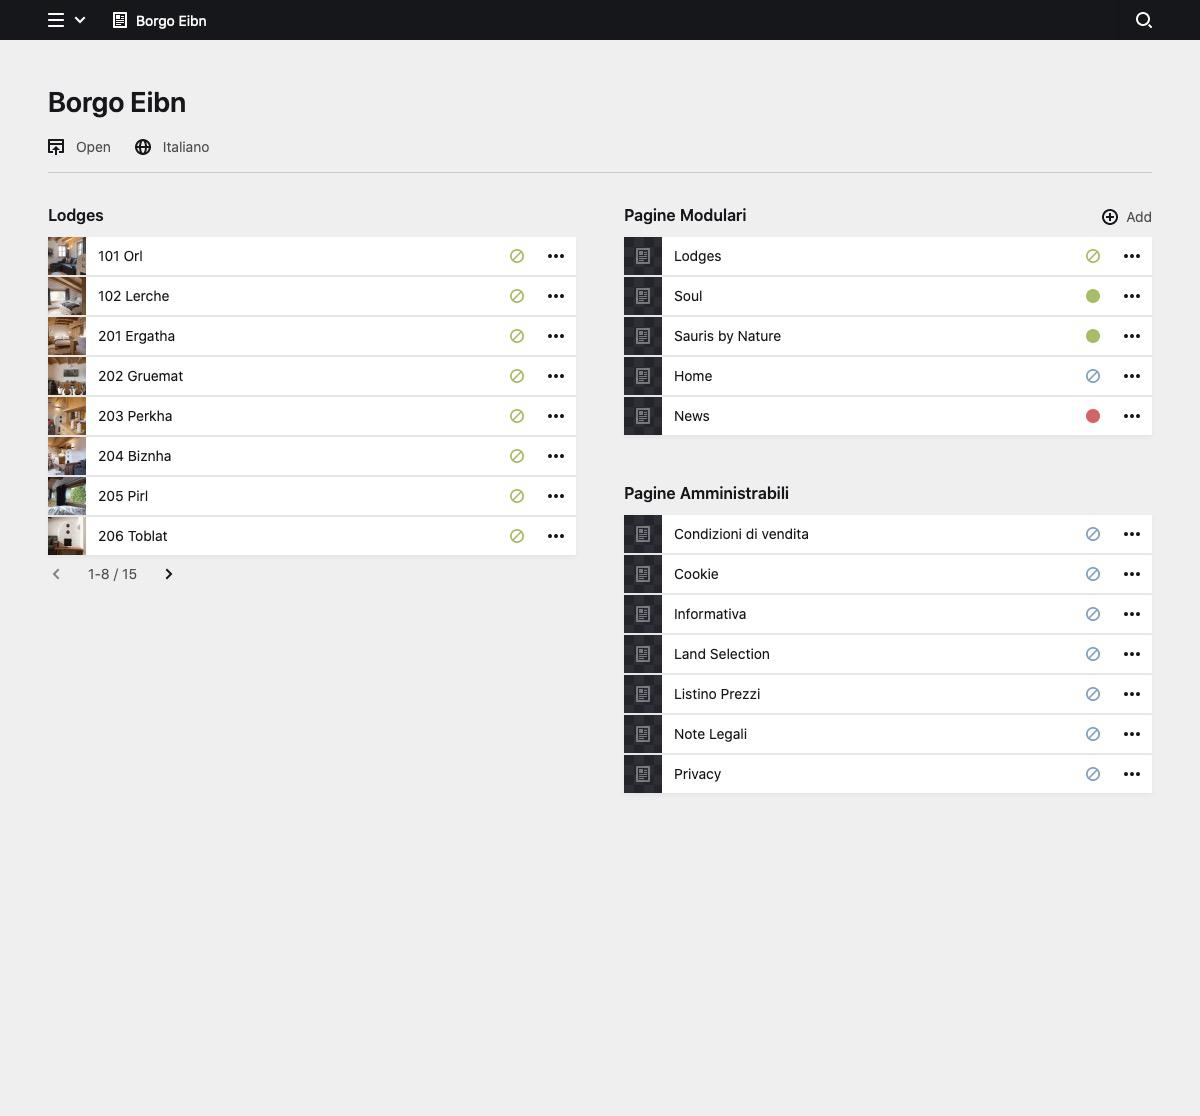 Borgo Eibn
Borgo Eibn
Open
Italiano
Lodges
101 Orl
102 Lerche
201 Ergatha
202 Gruemat
203 Perkha
204 Biznha
205 Pirl
206 Toblat
1-8 / 15
Pagine Modulari
Add
Lodges
Soul
Sauris by Nature
Home
News
Pagine Amministrabili
Condizioni di vendita
Cookie
Informativa
Land Selection
Listino Prezzi
Note Legali
Privacy